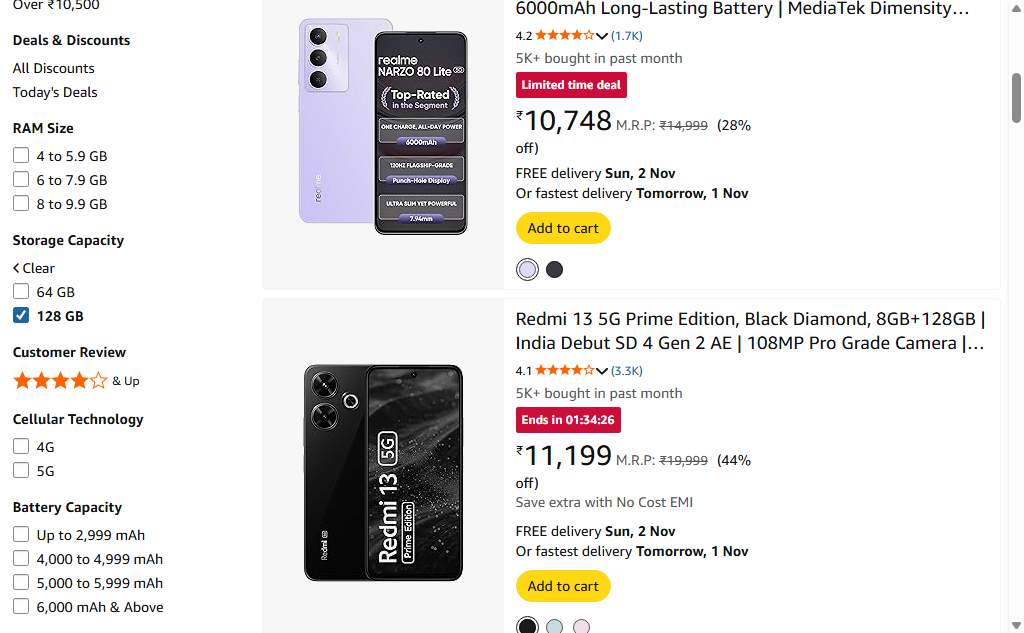 Over ₹10,500
Deals & Discounts
All Discounts
Today's Deals
RAM Size
4 to 5.9 GB
6 to 7.9 GB
8 to 9.9 GB
Storage Capacity
Clear
64 GB
128 GB
Customer Review
& Up
Cellular Technology
4G
5G
Battery Capacity
Up to 2,999 mAh
4,000 to 4,999 mAh
5,000 to 5,999 mAh
6,000 mAh & Above
realme
realme
NARZO 80 Lite 5G
Top-Rated
in the Segment
ONE CHARGE, ALL-DAY POWER
6000mAh
120HZ FLAGSHIP-GRADE
Punch-Hole Display
ULTRA SLIM YET POWERFUL
7.94mm
6000mAh Long-Lasting Battery | MediaTek Dimensity…
4.2 (1.7K)
5K+ bought in past month
Limited time deal
₹10,748 M.R.P: ₹14,999 (28%
off)
FREE delivery Sun, 2 Nov
Or fastest delivery Tomorrow, 1 Nov
Add to cart
Redmi 5G
Redmi 13 5G
Prime Edition
Redmi 13 5G Prime Edition, Black Diamond, 8GB+128GB |
India Debut SD 4 Gen 2 AE | 108MP Pro Grade Camera |…
4.1 (3.3K)
5K+ bought in past month
Ends in 01:34:26
₹11,199 M.R.P: ₹19,999 (44%
off)
Save extra with No Cost EMI
FREE delivery Sun, 2 Nov
Or fastest delivery Tomorrow, 1 Nov
Add to cart